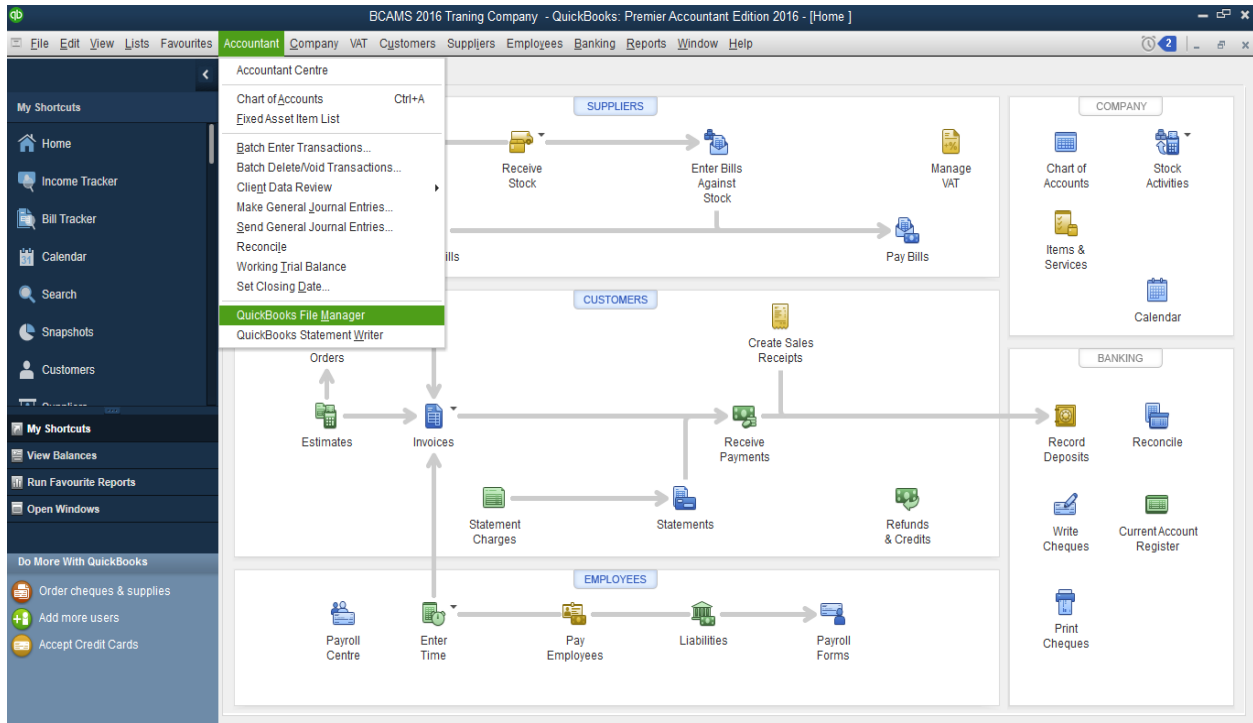 qb
BCAMS 2016 Traning Company - QuickBooks: Premier Accountant Edition 2016 - [Home ]
File Edit View Lists Favourites Accountant Company VAT Customers Suppliers Employees Banking Reports Window Help
2
My Shortcuts
Home
Income Tracker
Bill Tracker
Calendar
Search
Snapshots
Customers
My Shortcuts
View Balances
Run Favourite Reports
Open Windows
Do More With QuickBooks
Order cheques & supplies
Add more users
Accept Credit Cards
Accountant Centre
Chart of Accounts Ctrl+A
Fixed Asset Item List
Batch Enter Transactions...
Batch Delete/Void Transactions...
Client Data Review
Make General Journal Entries...
Send General Journal Entries...
Reconcile
Working Trial Balance
Set Closing Date...
QuickBooks File Manager
QuickBooks Statement Writer
SUPPLIERS
Receive
Stock
Enter Bills
Against
Stock
Manage
VAT
ills
Pay Bills
CUSTOMERS
Create Sales
Receipts
Orders
Estimates
Invoices
Receive
Payments
Statement
Charges
Statements
Refunds
& Credits
EMPLOYEES
Payroll
Centre
Enter
Time
Pay
Employees
Liabilities
Payroll
Forms
COMPANY
Chart of
Accounts
Stock
Activities
Items &
Services
Calendar
BANKING
Record
Deposits
Reconcile
Write
Cheques
Current Account
Register
Print
Cheques